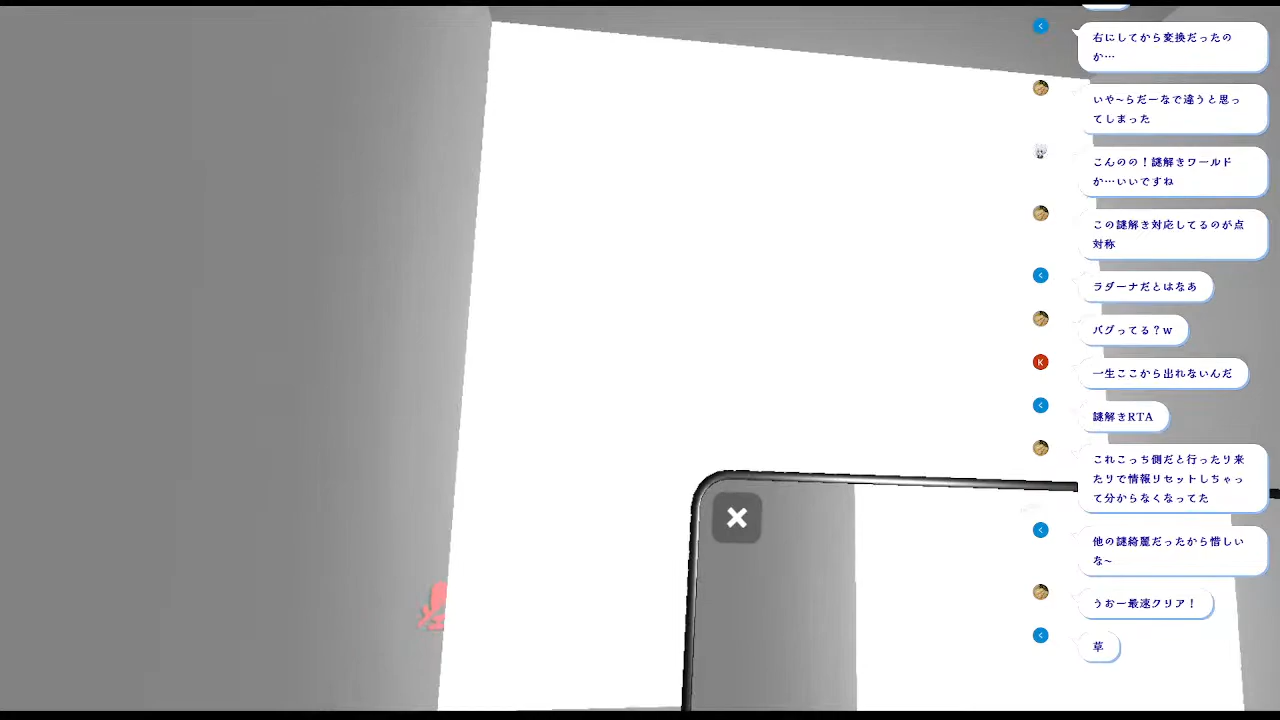 右にしてから変換だったの
か…
いや~らだーなで違うと思っ
てしまった
こんのの！謎解きワールド
か…いいですね
この謎解き対応してるのが点
対称
ラダーナだとはなあ
バグってる？w
K
一生ここから出れないんだ
謎解きRTA
これこっち側だと行ったり来
たりで情報リセットしちゃっ
て分からなくなってた
他の謎綺麗だったから惜しい
な~
うおー最速クリア！
草